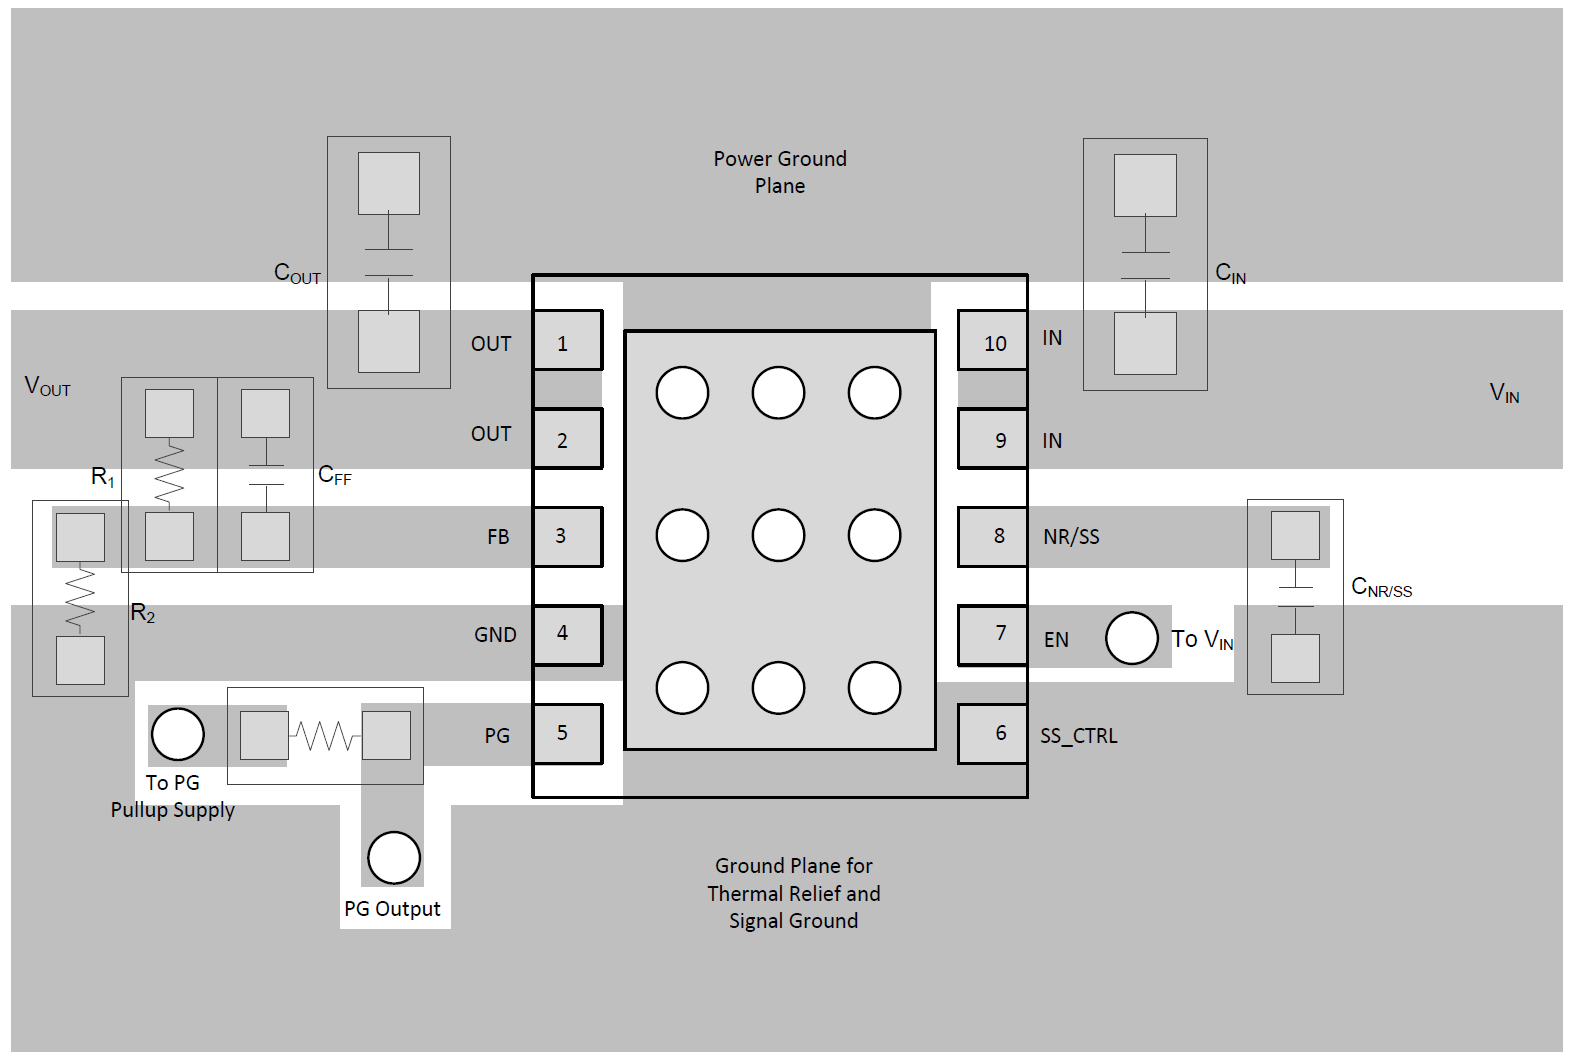 Power Ground
Plane
COUT
CIN
OUT
1
10
IN
VOUT
VIN
OUT
2
9
IN
R1
CFF
FB
3
8
NR/SS
CNR/SS
R2
GND
4
7
EN
To VIN
PG
5
6
SS_CTRL
To PG
Pullup Supply
PG Output
Ground Plane for
Thermal Relief and
Signal Ground